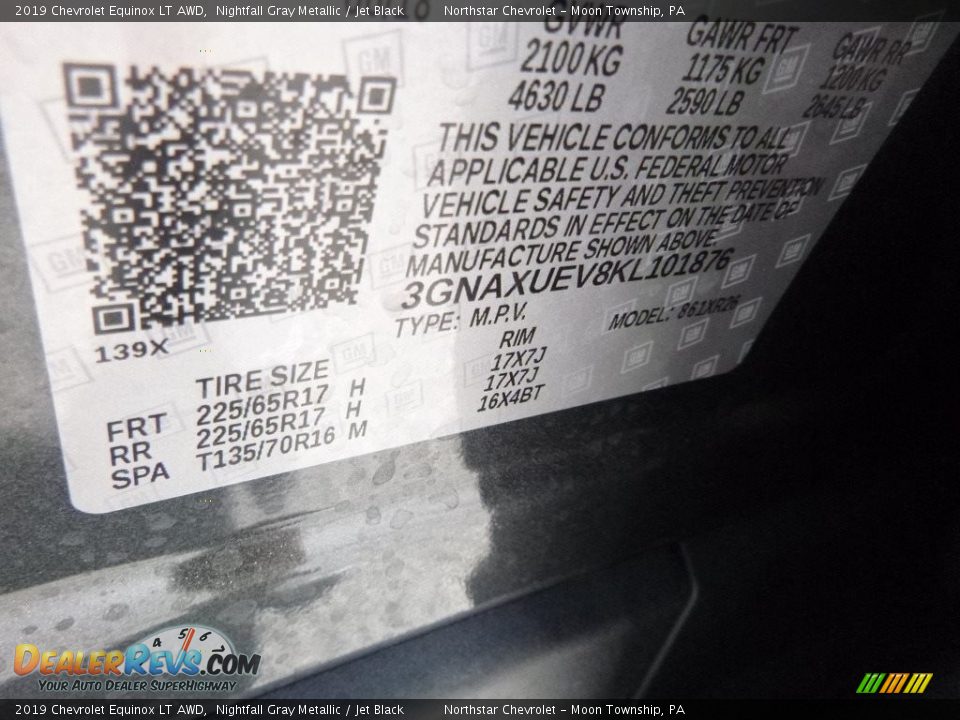 2019 Chevrolet Equinox LT AWD, Nightfall Gray Metallic / Jet Black Northstar Chevrolet – Moon Township, PA
GVWR GAWR FRT GAWR RR
2100 KG 1175 KG 1200 KG
4630 LB 2590 LB 2645 LB
THIS VEHICLE CONFORMS TO ALL
APPLICABLE U.S. FEDERAL MOTOR
VEHICLE SAFETY AND THEFT PREVENTION
STANDARDS IN EFFECT ON THE DATE OF
MANUFACTURE SHOWN ABOVE
3GNAXUEV8KL101876
TYPE: M.P.V. MODEL: 861XR26
139X
TIRE SIZE RIM
FRT 225/65R17 H 17X7J
RR 225/65R17 H 17X7J
SPA T135/70R16 M 16X4BT
GM
4 5 6
DEALERREVS.COM
YOUR AUTO DEALER SUPERHIGHWAY
2019 Chevrolet Equinox LT AWD, Nightfall Gray Metallic / Jet Black Northstar Chevrolet – Moon Township, PA